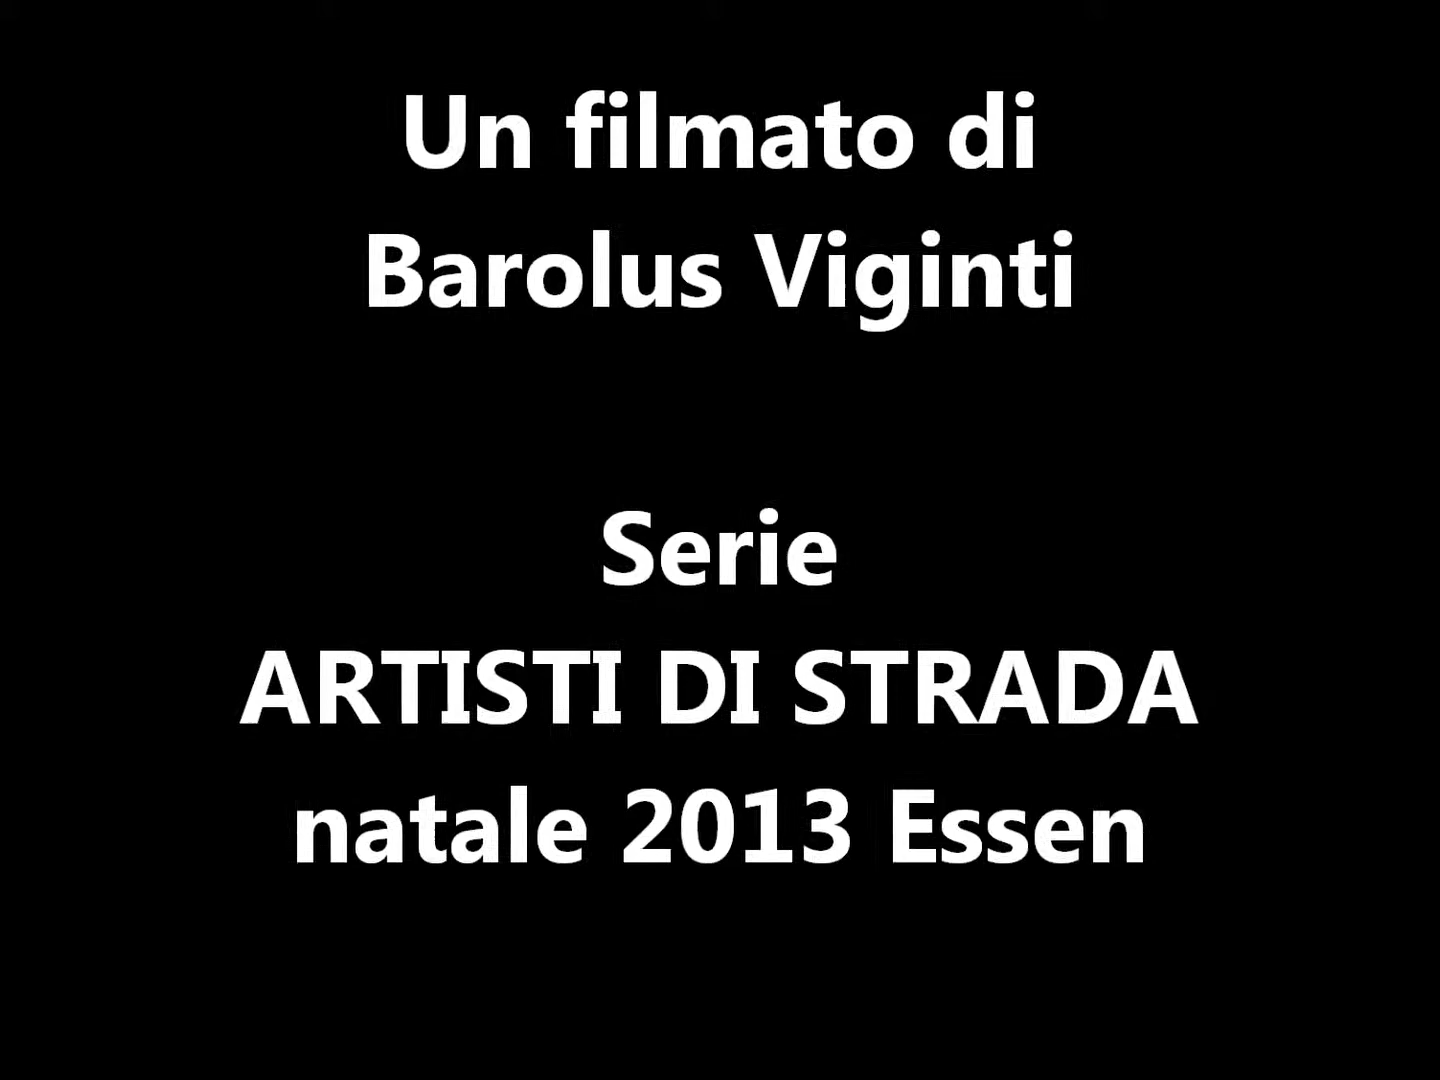 Un filmato di
Barolus Viginti
Serie
ARTISTI DI STRADA
natale 2013 Essen